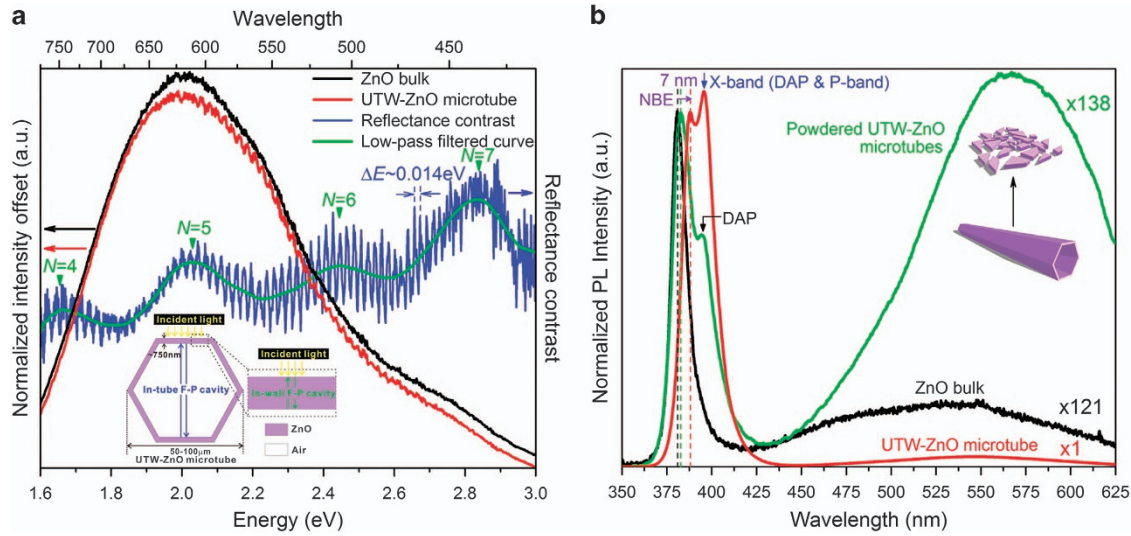 a
Wavelength
750 700 650 600 550 500 450
ZnO bulk
UTW-ZnO microtube
Reflectance contrast
Low-pass filtered curve
N=7
ΔE~0.014eV
N=6
N=5
N=4
Incident light
~750nm
Incident light
In-tube F-P cavity
In-wall F-P cavity
ZnO
50-100μm
UTW-ZnO microtube
Air
Normalized intensity offset (a.u.)
Reflectance contrast
1.6 1.8 2.0 2.2 2.4 2.6 2.8 3.0
Energy (eV)
b
7 nm
X-band (DAP & P-band)
NBE
x138
Powdered UTW-ZnO
microtubes
DAP
ZnO bulk
x121
UTW-ZnO microtube
x1
Normalized PL Intensity (a.u.)
350 375 400 425 450 475 500 525 550 575 600 625
Wavelength (nm)